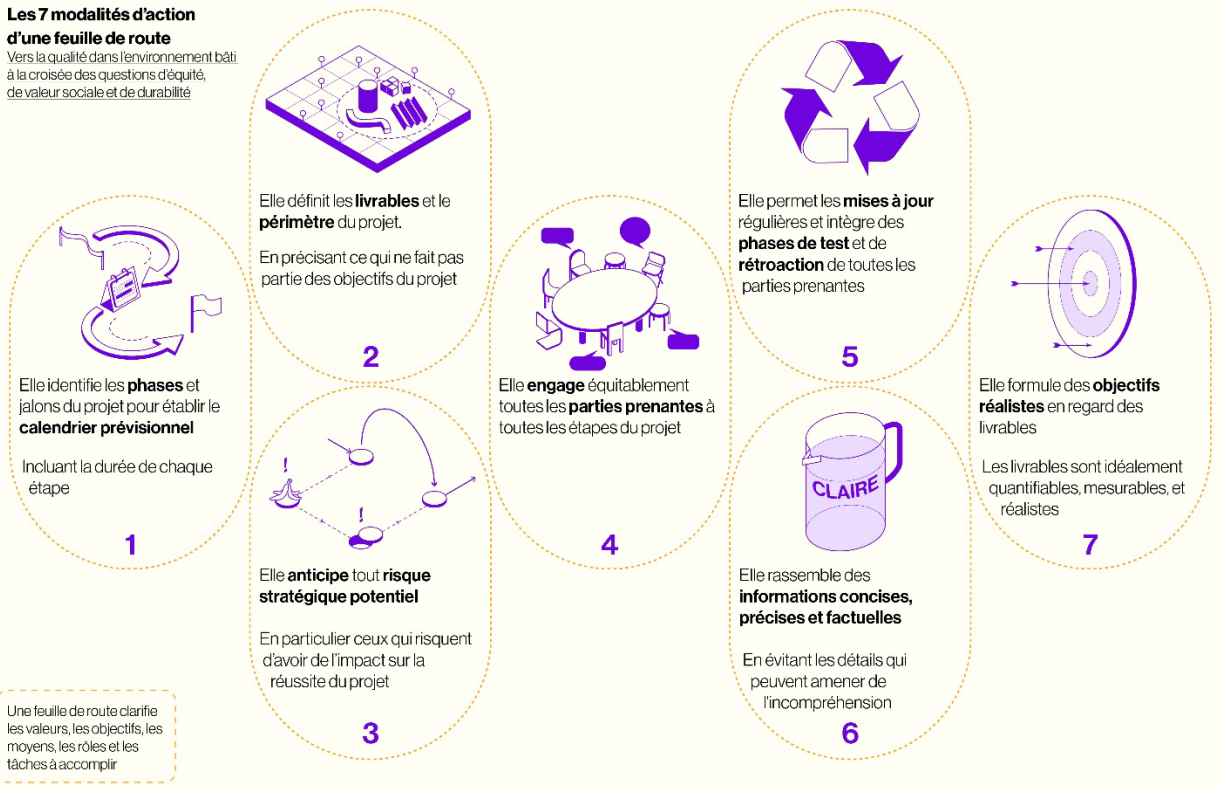 Les 7 modalités d'action
d'une feuille de route
Vers la qualité dans l'environnement bâti
à la croisée des questions d'équité,
de valeur sociale et de durabilité
Elle identifie les phases et
jalons du projet pour établir le
calendrier prévisionnel
Incluant la durée de chaque
étape
1
Elle définit les livrables et le
périmètre du projet.
En précisant ce qui ne fait pas
partie des objectifs du projet
2
!
!
Elle anticipe tout risque
stratégique potentiel
En particulier ceux qui risquent
d'avoir de l'impact sur la
réussite du projet
3
Elle engage équitablement
toutes les parties prenantes à
toutes les étapes du projet
4
Elle permet les mises à jour
régulières et intègre des
phases de test et de
rétroaction de toutes les
parties prenantes
5
CLAIRE
Elle rassemble des
informations concises,
précises et factuelles
En évitant les détails qui
peuvent amener de
l'incompréhension
6
Elle formule des objectifs
réalistes en regard des
livrables
Les livrables sont idéalement
quantifiables, mesurables, et
réalistes
7
Une feuille de route clarifie
les valeurs, les objectifs, les
moyens, les rôles et les
tâches à accomplir